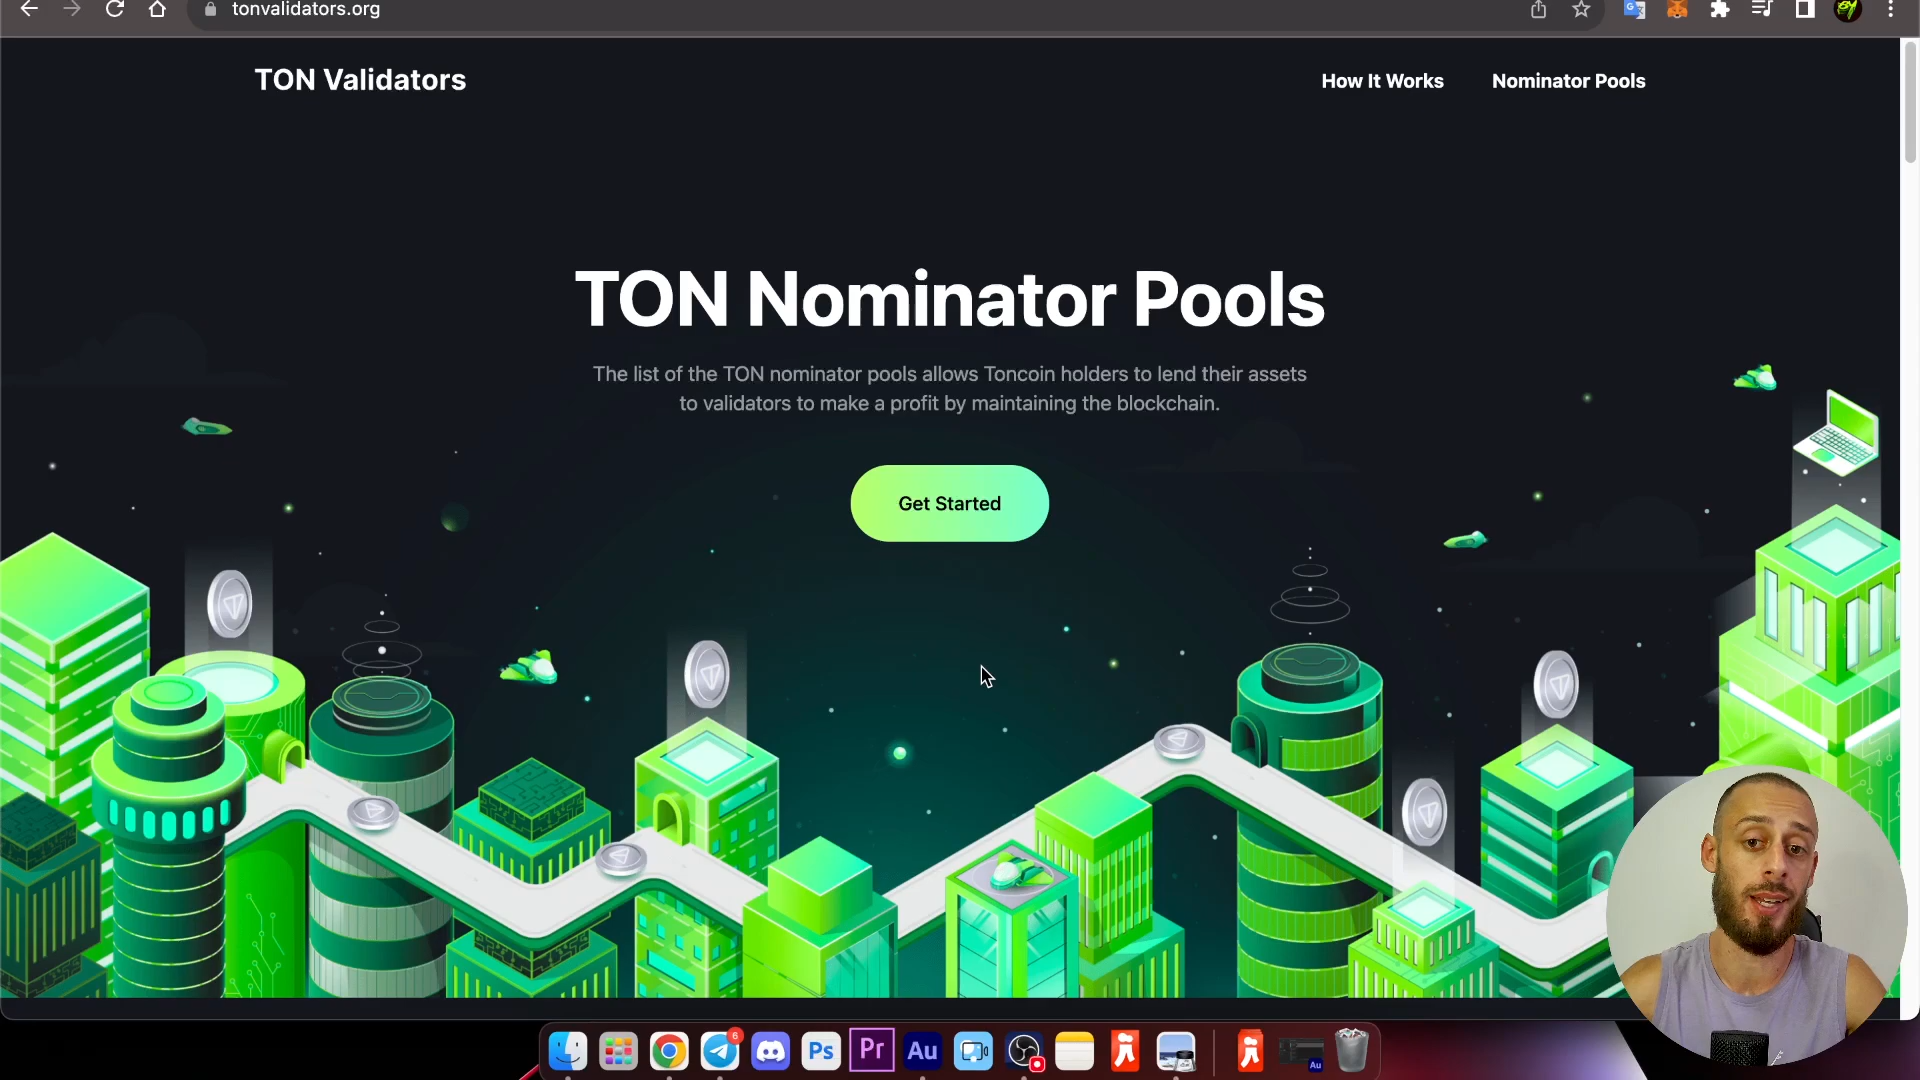 tonvalidators.org
TON Validators
How It Works
Nominator Pools
TON Nominator Pools
The list of the TON nominator pools allows Toncoin holders to lend their assets
to validators to make a profit by maintaining the blockchain.
Get Started
6
Ps
Pr
Au
Au